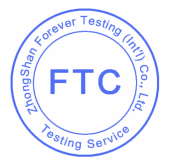 ZhongShan Forever Testing (Int'l) Co., Ltd.
FTC
Testing Service